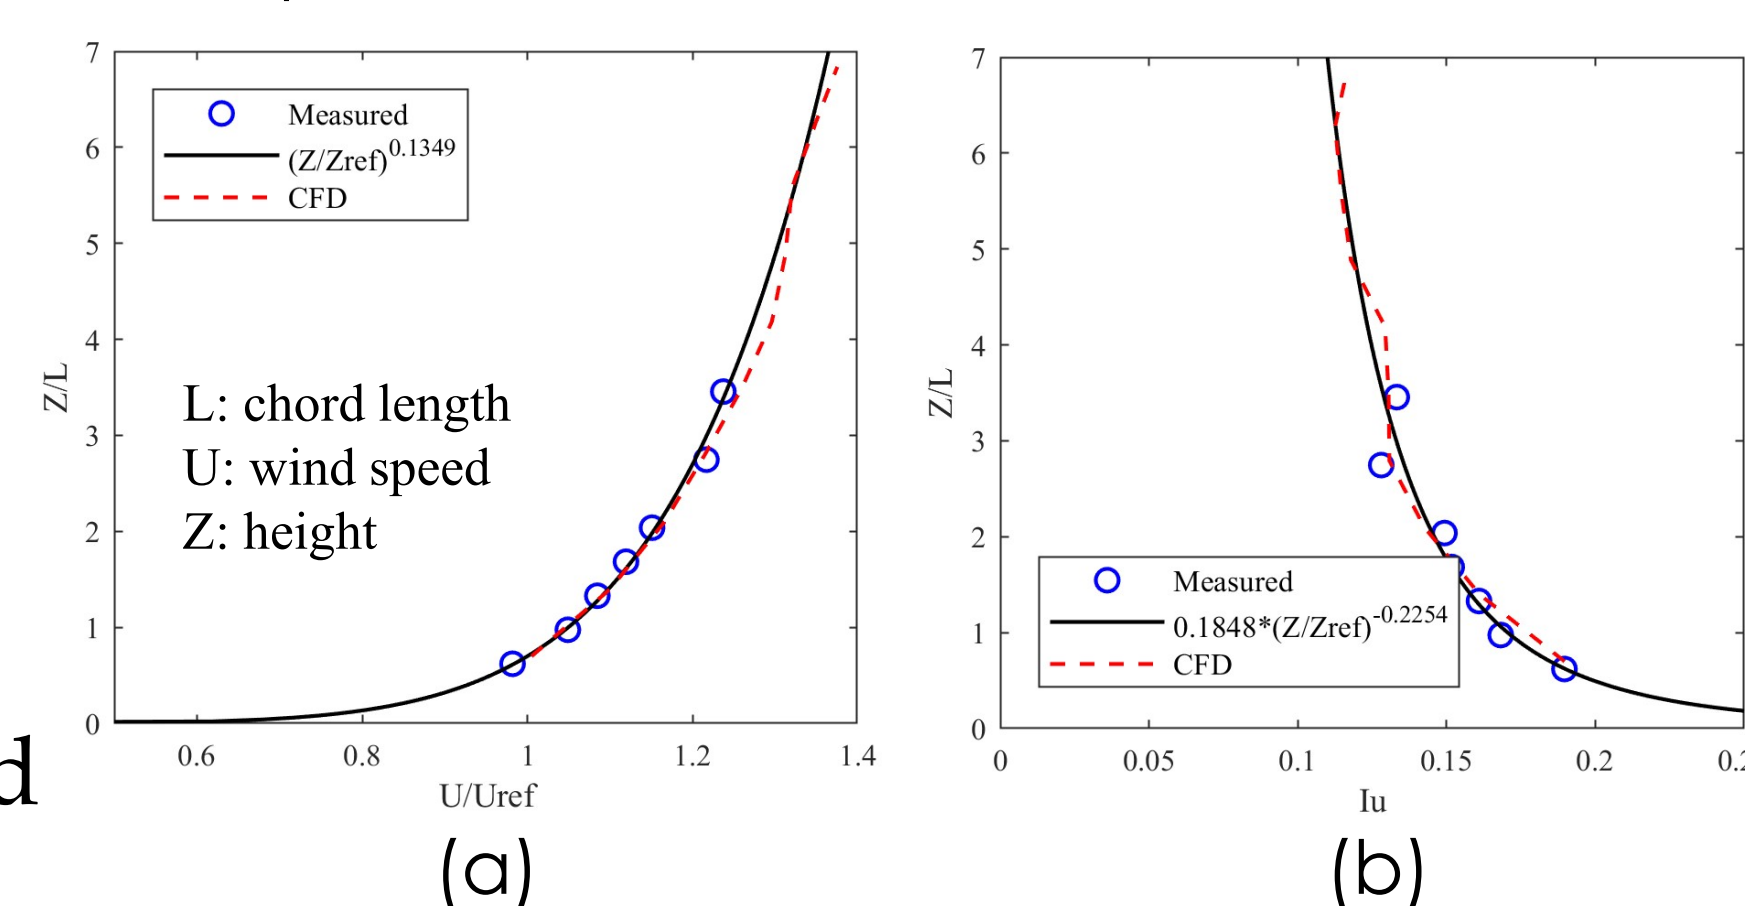 7
6
5
4
3
2
1
0
Z/L
Measured
(Z/Zref)^0.1349
CFD
L: chord length
U: wind speed
Z: height
0.6 0.8 1 1.2 1.4
U/Uref
(a)
d
7
6
5
4
3
2
1
0
Z/L
Measured
0.1848*(Z/Zref)^-0.2254
CFD
0 0.05 0.1 0.15 0.2
Iu
(b)